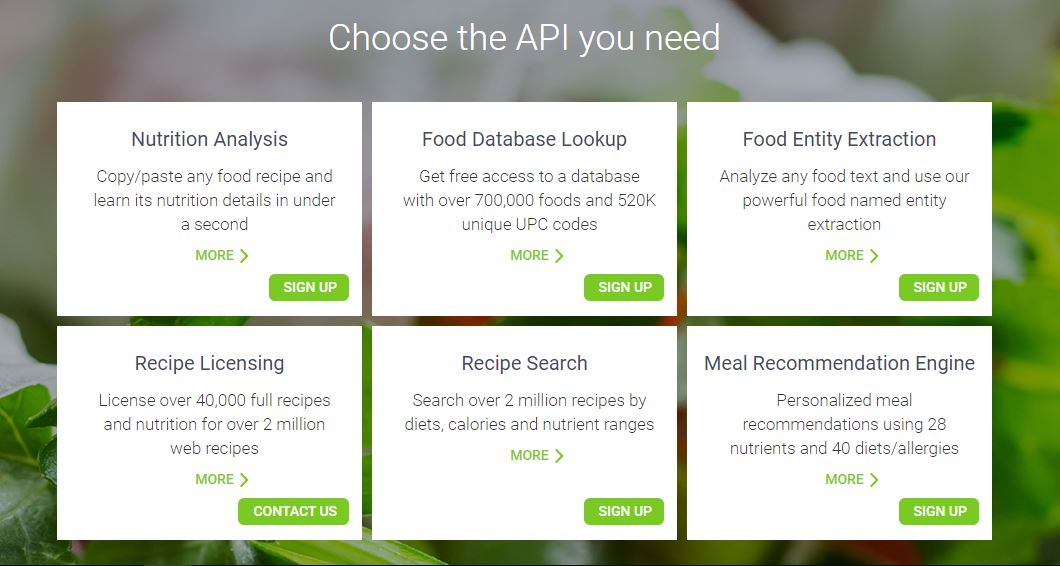 Choose the API you need
Nutrition Analysis
Copy/paste any food recipe and
learn its nutrition details in under
a second
MORE
SIGN UP
Food Database Lookup
Get free access to a database
with over 700,000 foods and 520K
unique UPC codes
MORE
SIGN UP
Food Entity Extraction
Analyze any food text and use our
powerful food named entity
extraction
MORE
SIGN UP
Recipe Licensing
License over 40,000 full recipes
and nutrition for over 2 million
web recipes
MORE
CONTACT US
Recipe Search
Search over 2 million recipes by
diets, calories and nutrient ranges
MORE
SIGN UP
Meal Recommendation Engine
Personalized meal
recommendations using 28
nutrients and 40 diets/allergies
MORE
SIGN UP